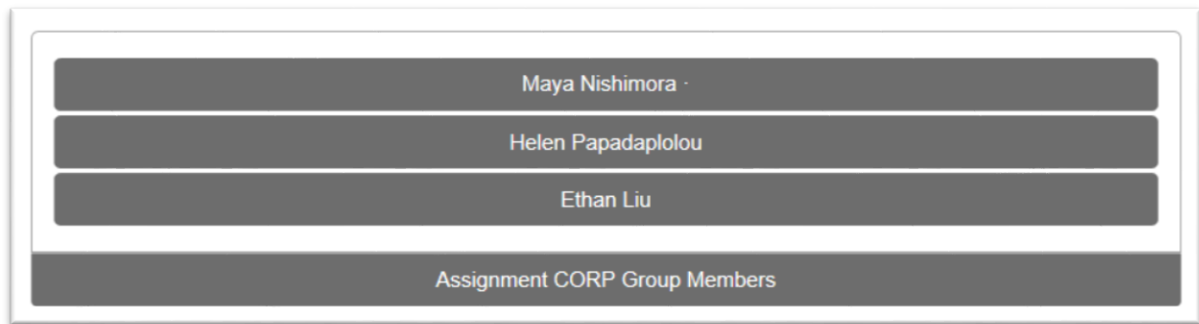 Maya Nishimora ·
Helen Papadaplolou
Ethan Liu
Assignment CORP Group Members